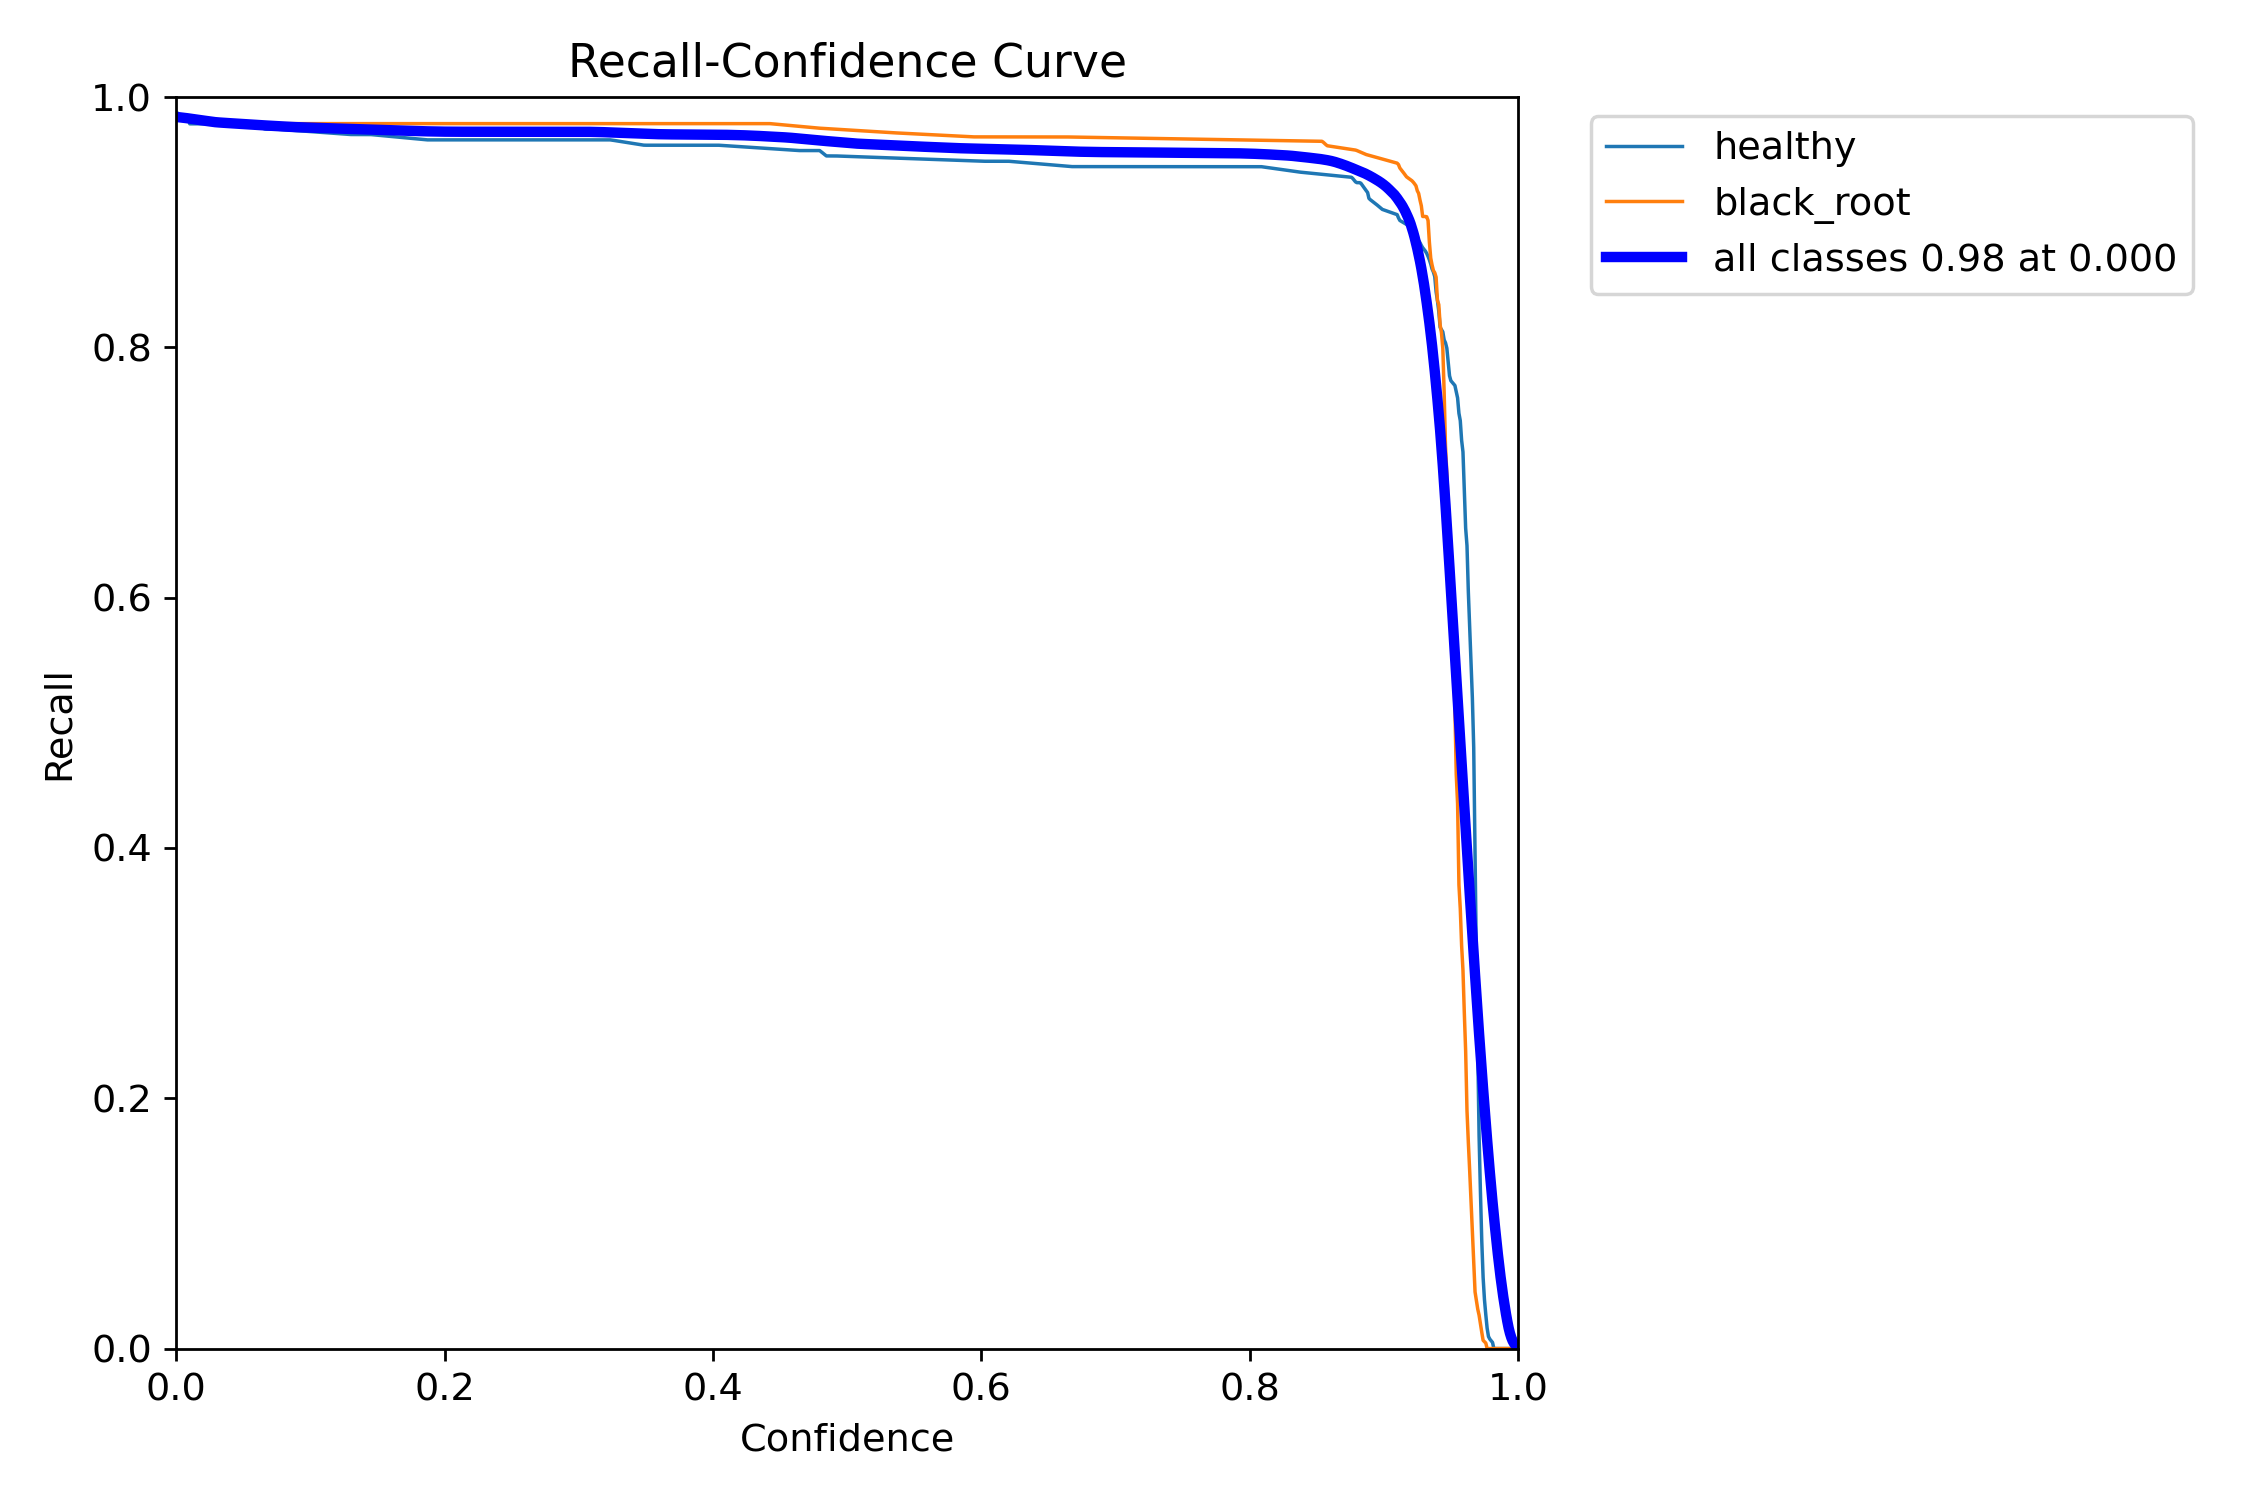 Recall-Confidence Curve
1.0
0.8
0.6
0.4
0.2
0.0
Recall
0.0 0.2 0.4 0.6 0.8 1.0
Confidence
healthy
black_root
all classes 0.98 at 0.000